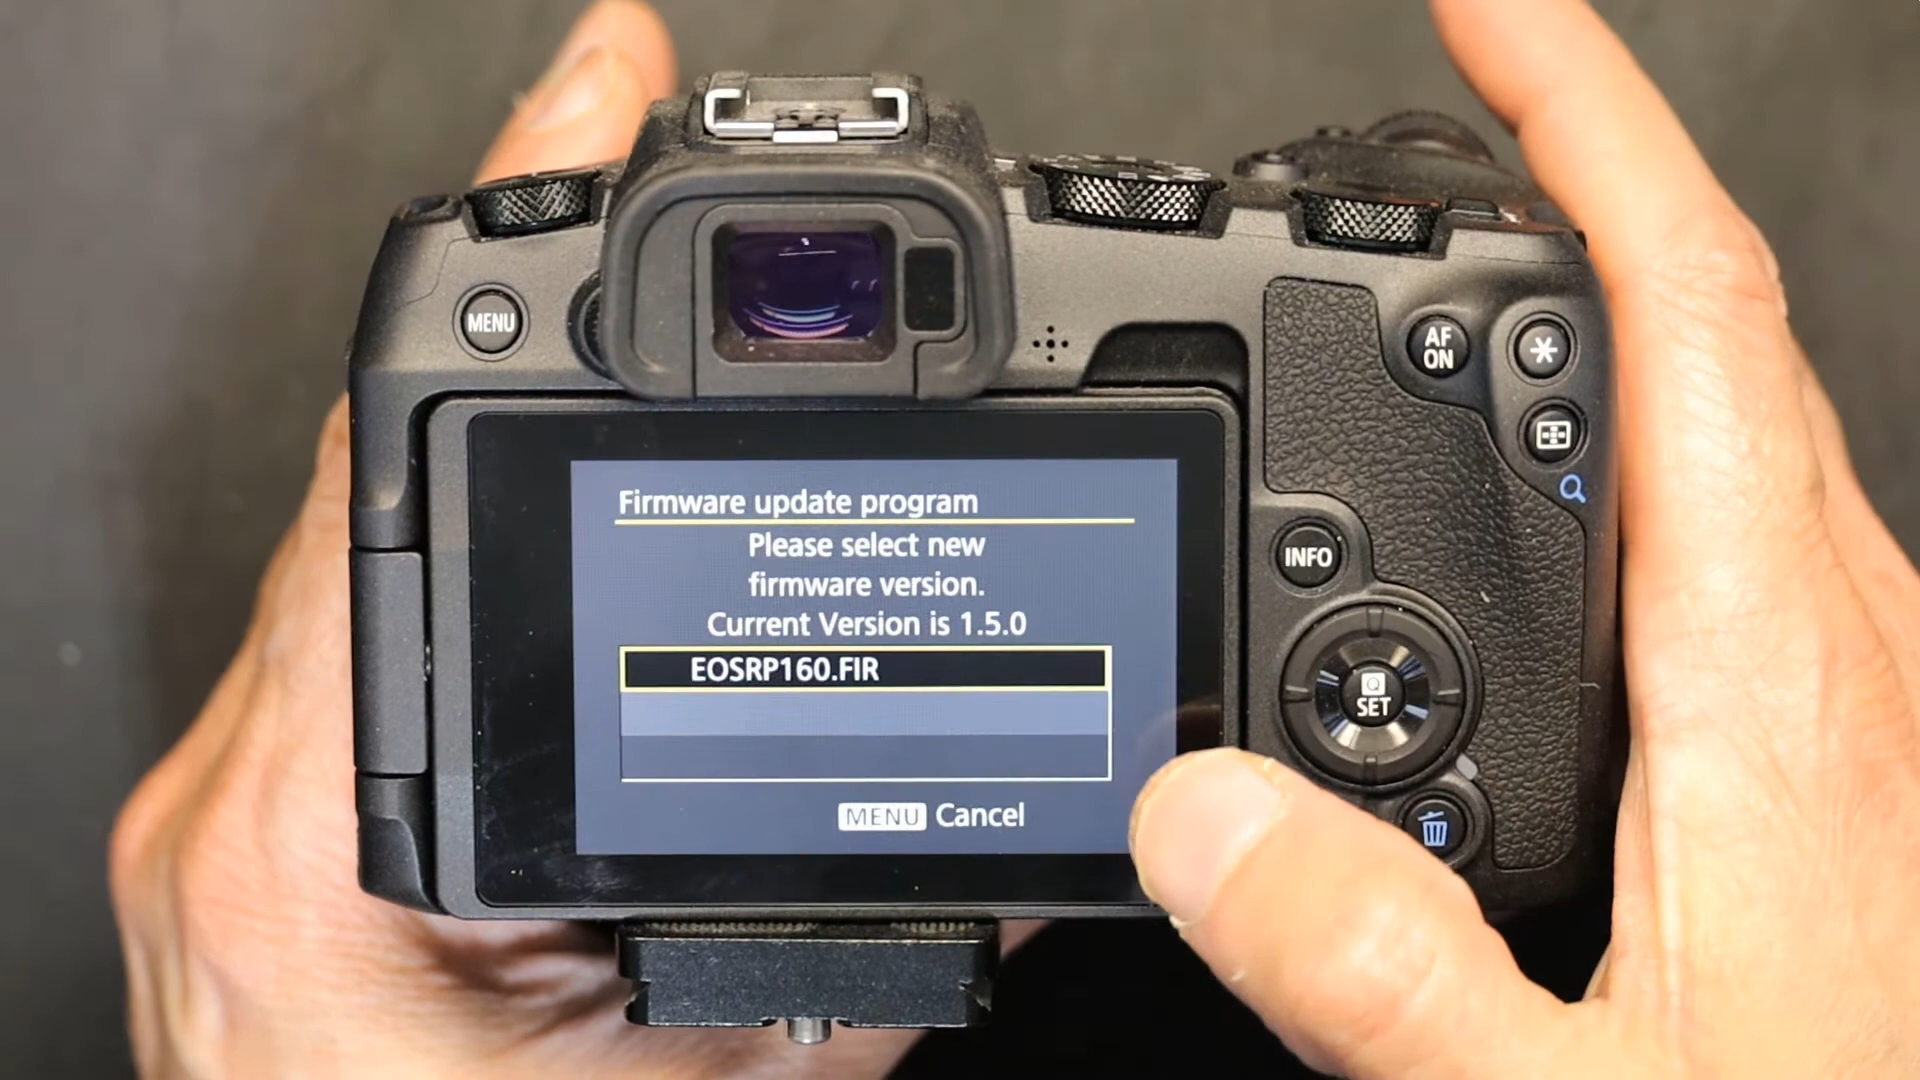 MENU
AF
ON
Firmware update program
Please select new
firmware version.
Current Version is 1.5.0
EOSRP160.FIR
MENU Cancel
INFO
Q
SET